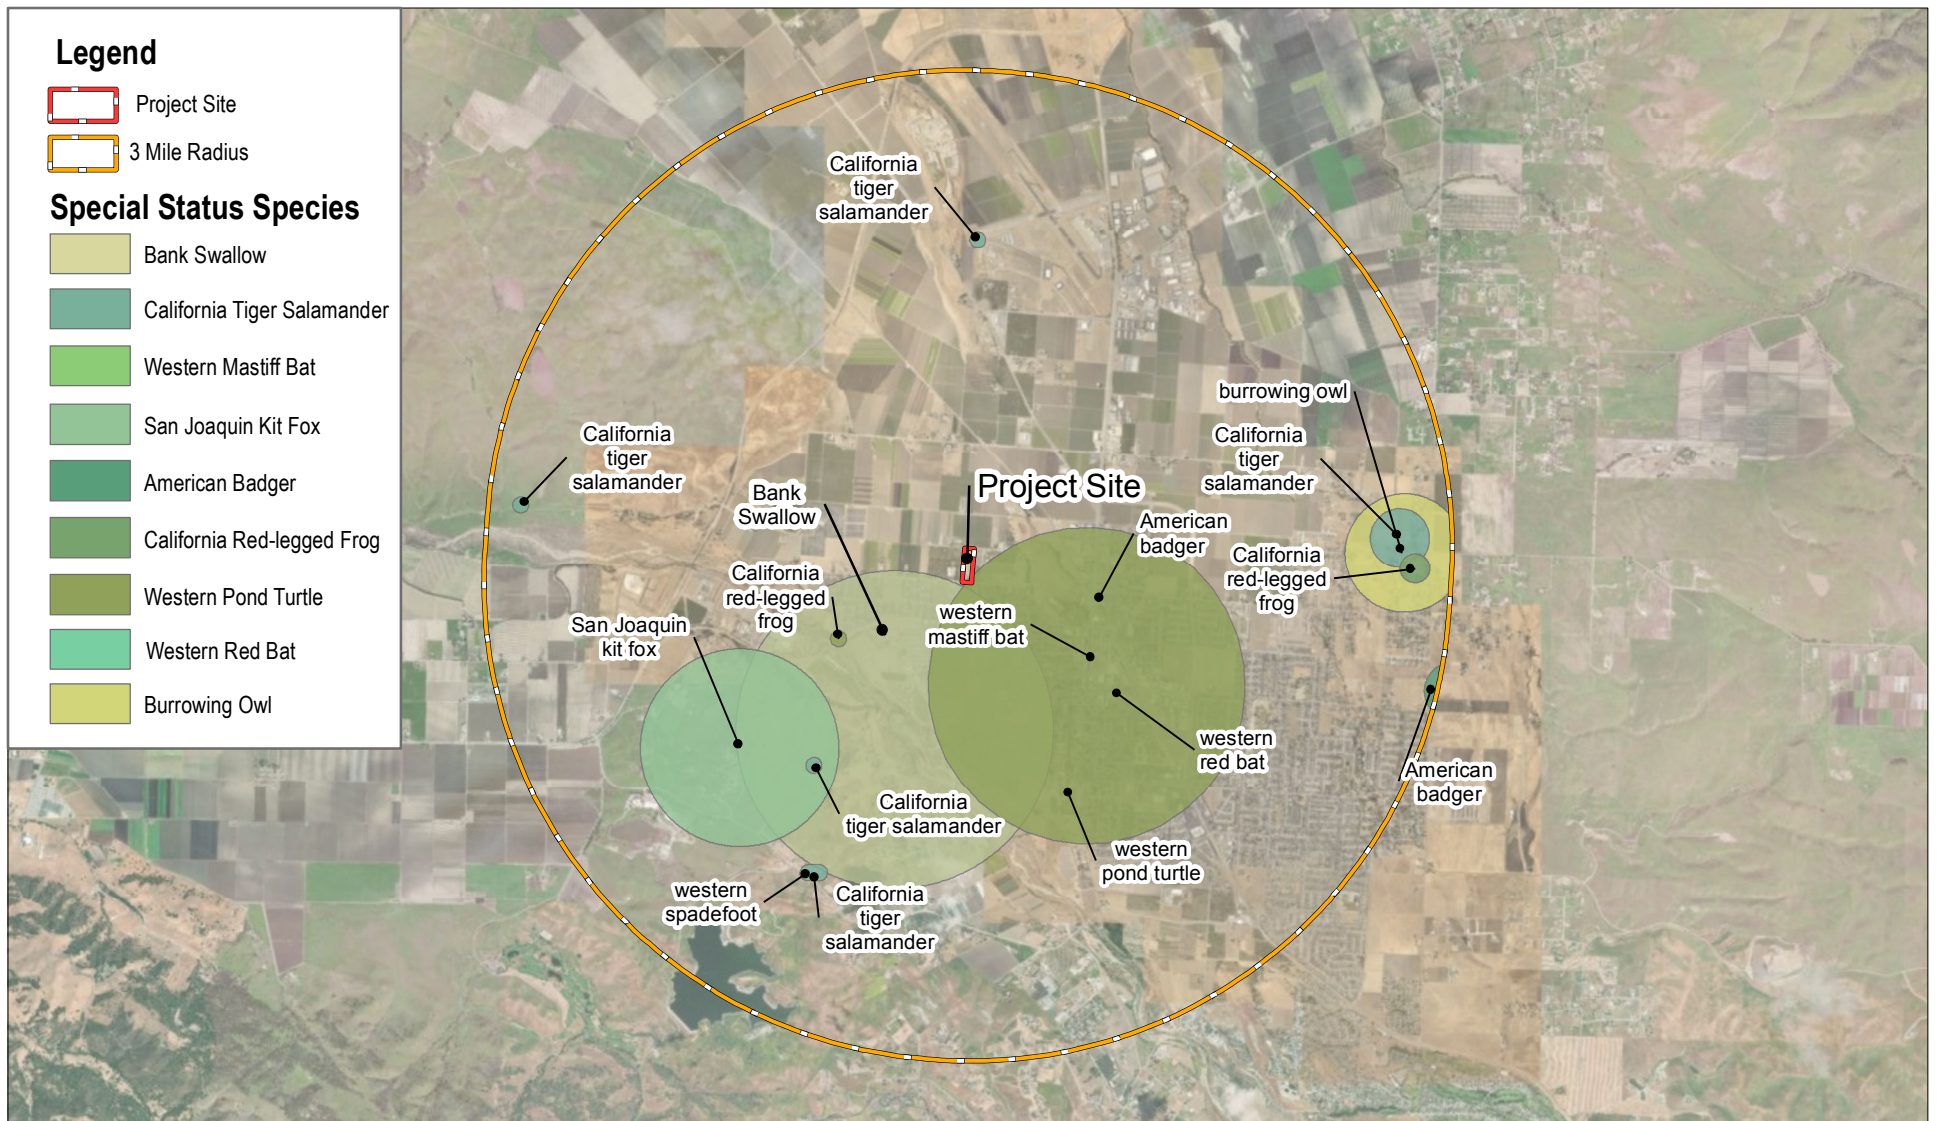 Legend
Project Site
3 Mile Radius
Special Status Species
Bank Swallow
California Tiger Salamander
Western Mastiff Bat
San Joaquin Kit Fox
American Badger
California Red-legged Frog
Western Pond Turtle
Western Red Bat
Burrowing Owl
California
tiger
salamander
burrowing owl
California
tiger
salamander
California
tiger
salamander
Bank
Swallow
Project Site
American
badger
California
red-legged
frog
California
red-legged
frog
western
mastiff bat
San Joaquin
kit fox
western
red bat
American
badger
California
tiger salamander
western
pond turtle
western
spadefoot
California
tiger
salamander